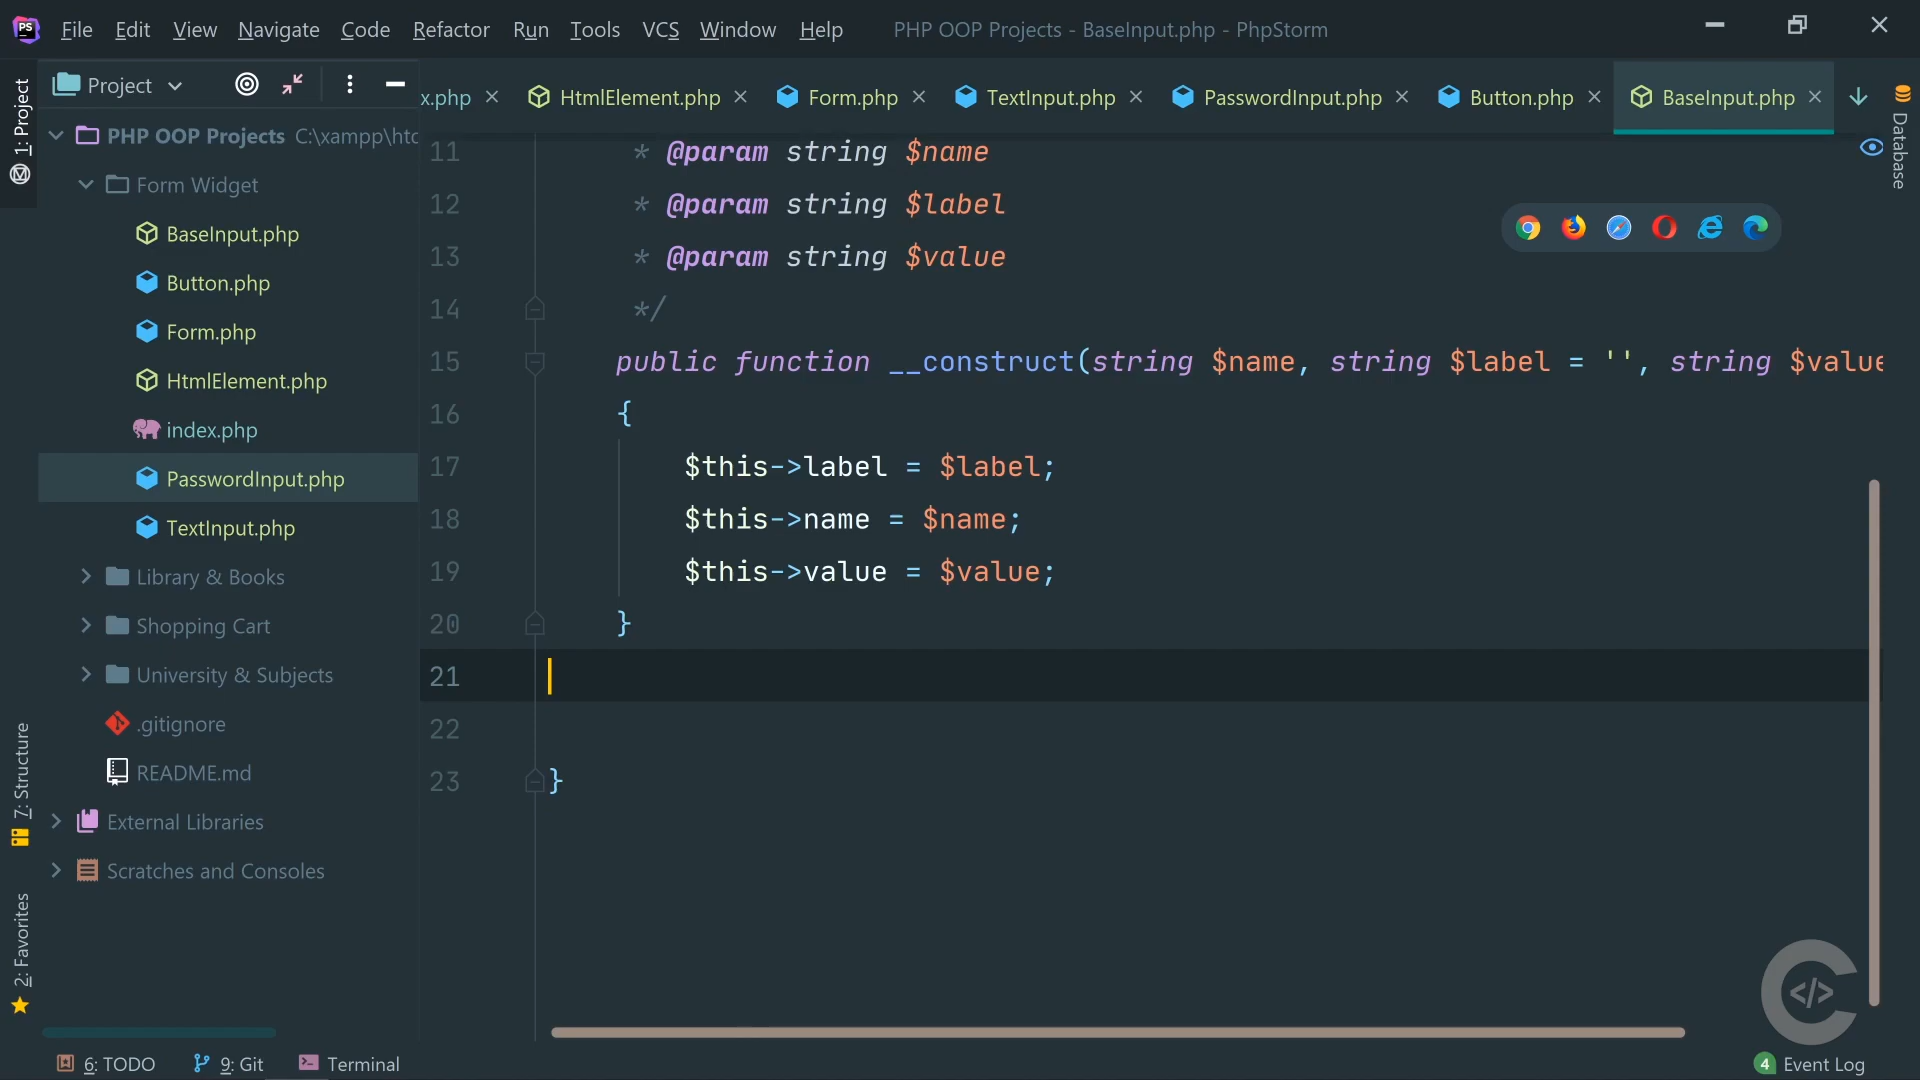 PS File Edit View Navigate Code Refactor Run Tools VCS Window Help PHP OOP Projects - BaseInput.php - PhpStorm
Project
x.php HtmlElement.php Form.php TextInput.php PasswordInput.php Button.php BaseInput.php
1: Project
Database
PHP OOP Projects C:\xampp\htc
Form Widget
BaseInput.php
Button.php
Form.php
HtmlElement.php
index.php
PasswordInput.php
TextInput.php
Library & Books
Shopping Cart
University & Subjects
.gitignore
README.md
External Libraries
Scratches and Consoles
7: Structure
2: Favorites
11 * @param string $name
12 * @param string $label
13 * @param string $value
14 */
15 public function __construct(string $name, string $label = '', string $value
16 {
17 $this->label = $label;
18 $this->name = $name;
19 $this->value = $value;
20 }
21
22
23 }
</>
6: TODO 9: Git Terminal 4 Event Log